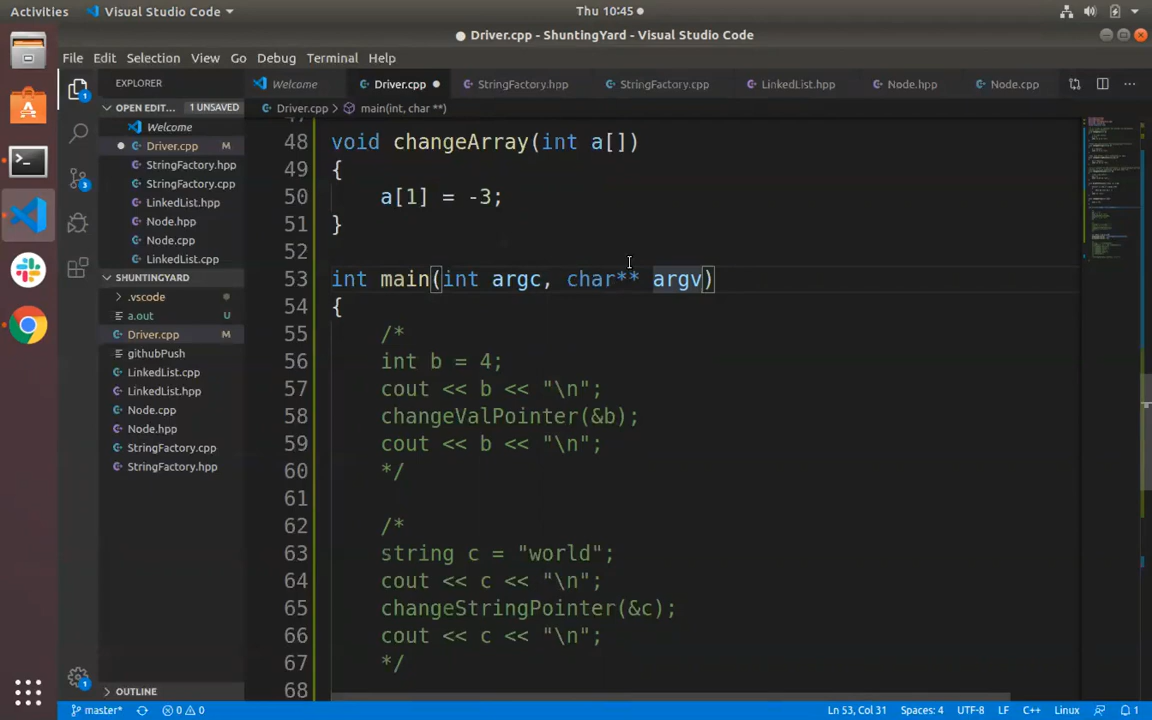 Activities Visual Studio Code Thu 10:45
Driver.cpp - ShuntingYard - Visual Studio Code
File Edit Selection View Go Debug Terminal Help
EXPLORER Welcome Driver.cpp StringFactory.hpp StringFactory.cpp LinkedList.hpp Node.hpp Node.cpp
OPEN EDIT... 1 UNSAVED
Welcome
Driver.cpp M
StringFactory.hpp
StringFactory.cpp
LinkedList.hpp
Node.hpp
Node.cpp
LinkedList.cpp
SHUNTINGYARD
.vscode
a.out
Driver.cpp M
githubPush
LinkedList.cpp
LinkedList.hpp
Node.cpp
Node.hpp
StringFactory.cpp
StringFactory.hpp
OUTLINE
Driver.cpp > main(int, char **)
47
48 void changeArray(int a[])
49 {
50 a[1] = -3;
51 }
52
53 int main(int argc, char** argv)
54 {
55 /*
56 int b = 4;
57 cout << b << "\n";
58 changeValPointer(&b);
59 cout << b << "\n";
60 */
61
62 /*
63 string c = "world";
64 cout << c << "\n";
65 changeStringPointer(&c);
66 cout << c << "\n";
67 */
68
1 3 1
master* 0 0 Ln 53, Col 31 Spaces: 4 UTF-8 LF C++ Linux 1